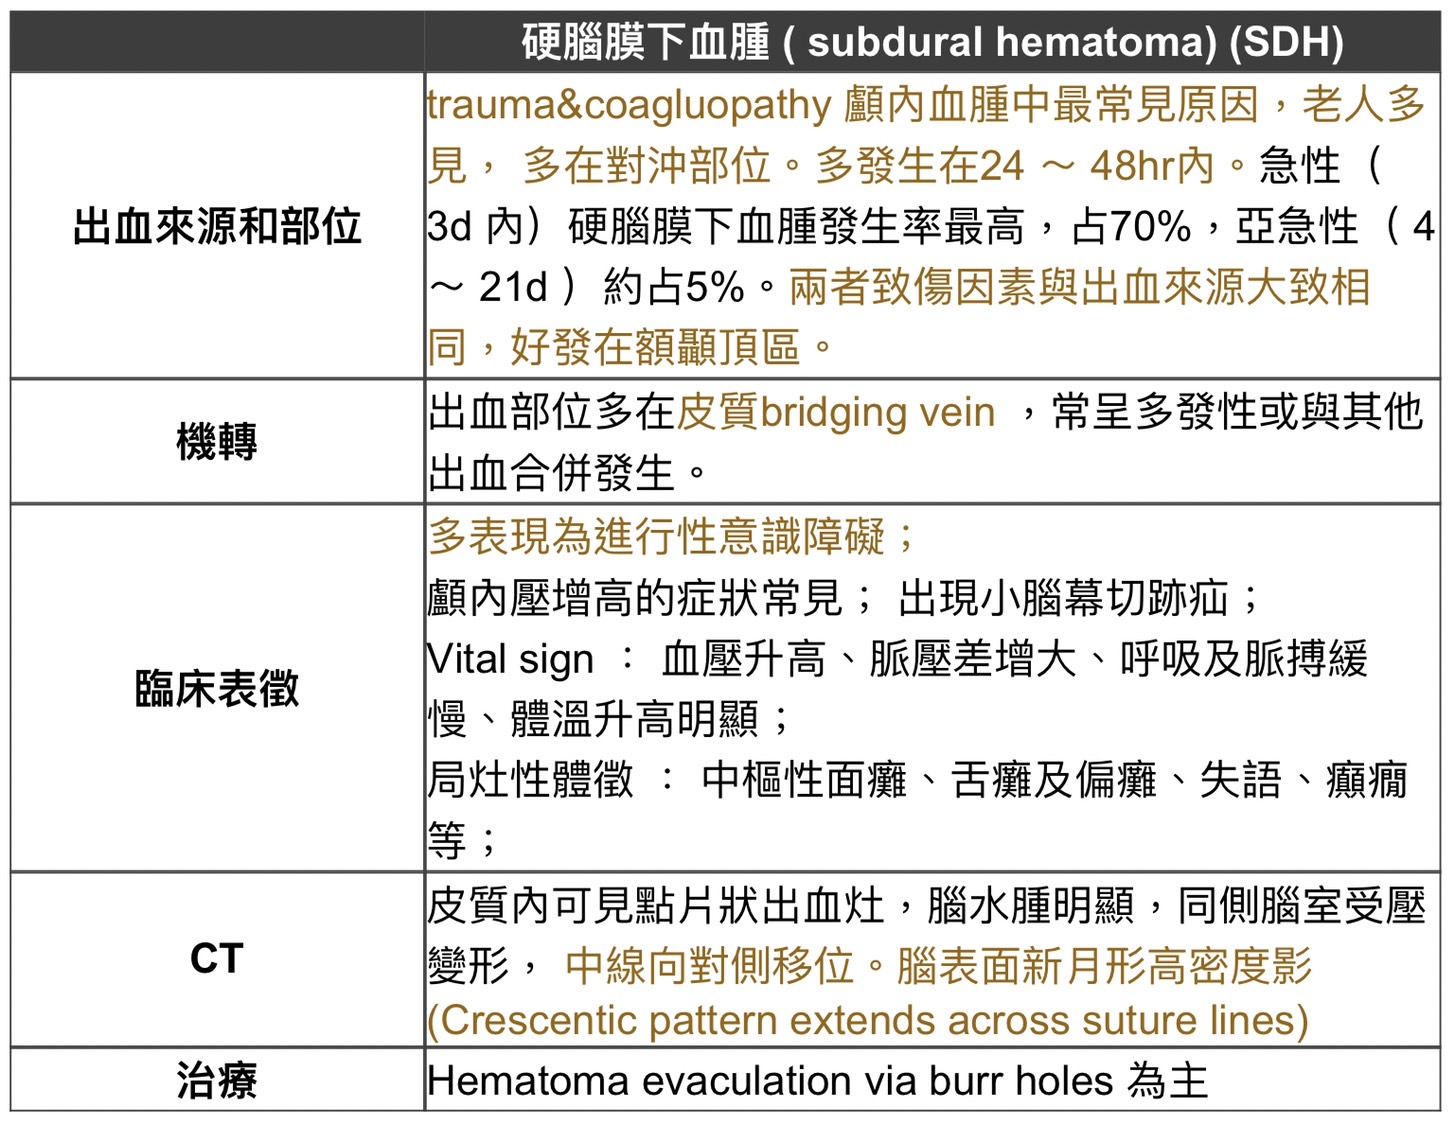 硬腦膜下血腫 ( subdural hematoma) (SDH)
出血來源和部位
trauma&coagluopathy 顱內血腫中最常見原因，老人多
見， 多在對沖部位。多發生在24 ～ 48hr內。急性（
3d 內）硬腦膜下血腫發生率最高，占70%，亞急性（ 4
～ 21d ）約占5%。兩者致傷因素與出血來源大致相
同，好發在額顳頂區。
機轉
出血部位多在皮質bridging vein ，常呈多發性或與其他
出血合併發生。
臨床表徵
多表現為進行性意識障礙；
顱內壓增高的症狀常見； 出現小腦幕切跡疝；
Vital sign ： 血壓升高、脈壓差增大、呼吸及脈搏緩
慢、體溫升高明顯；
局灶性體徵 ： 中樞性面癱、舌癱及偏癱、失語、癲癇
等；
CT
皮質內可見點片狀出血灶，腦水腫明顯，同側腦室受壓
變形， 中線向對側移位。腦表面新月形高密度影
(Crescentic pattern extends across suture lines)
治療
Hematoma evaculation via burr holes 為主